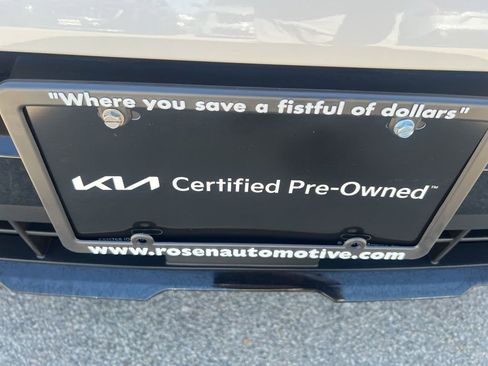 "Where you save a fistful of dollars"
KIA Certified Pre-Owned™
www.rosenautomotive.com